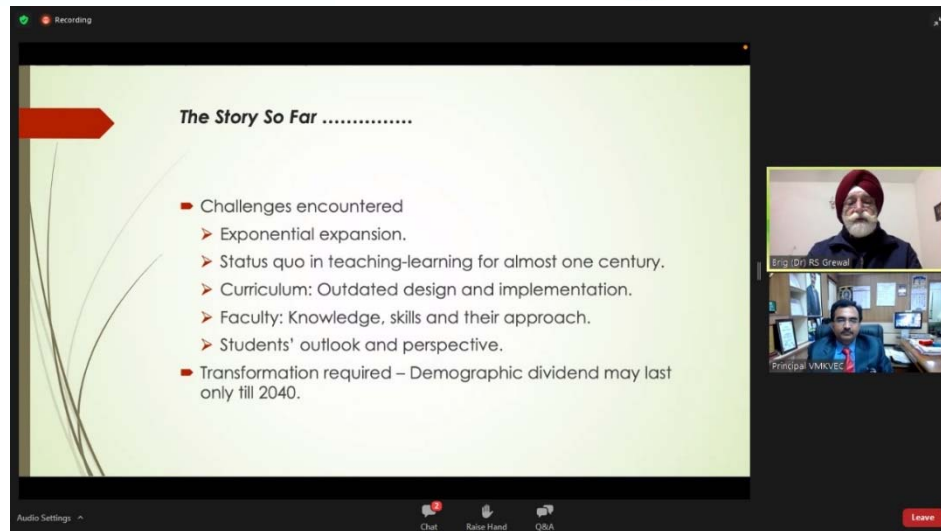 Recording
The Story So Far ...............
Challenges encountered
Exponential expansion.
Status quo in teaching-learning for almost one century.
Curriculum: Outdated design and implementation.
Faculty: Knowledge, skills and their approach.
Students' outlook and perspective.
Transformation required – Demographic dividend may last
only till 2040.
Brig (Dr) RS Grewal
Principal VMKVEC
Audio Settings
2
Chat
Raise Hand
Q&A
Leave